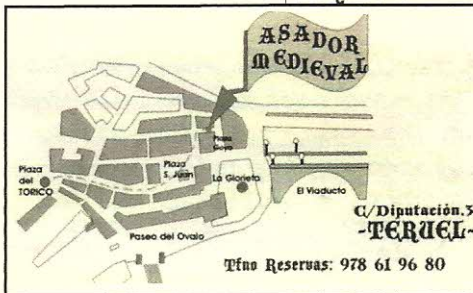 ASADOR
MEDIEVAL
Plaza
Goya
Plaza
S. Juan
Plaza
del
TORICO
La Glorieta
El Viaducto
Paseo del Ovalo
C/Diputación,3
-TERUEL-
Tfno Reservas: 978 61 96 80